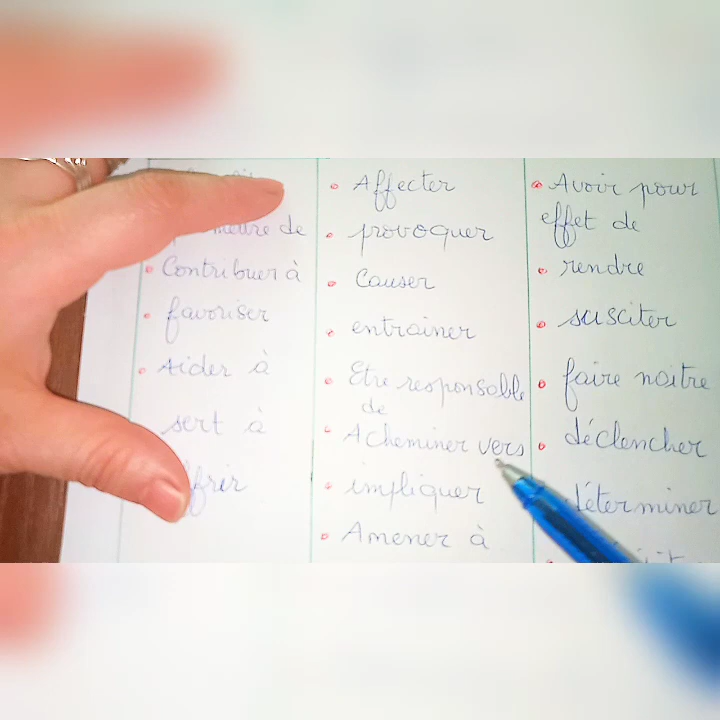 de
Contribuer à
favoriser
Aider à
sert à
Affecter
provoquer
Causer
entrainer
Etre responsable
de
Acheminer vers
impliquer
Amener à
Avoir pour
effet de
rendre
susciter
faire naitre
déclencher
déterminer